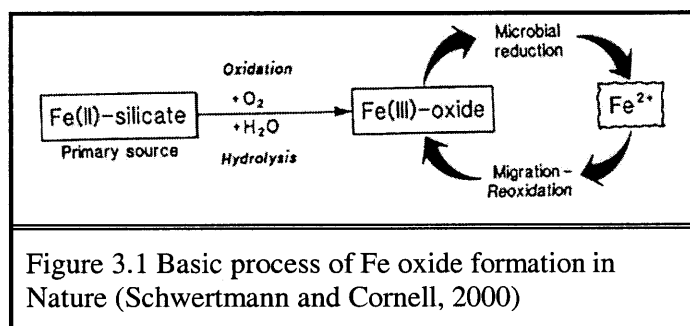 Microbial
reduction
Oxidation
+O₂
Fe(II)-silicate
Fe(III)-oxide
Fe²⁺
+H₂O
Primary source
Hydrolysis
Migration-
Reoxidation
Figure 3.1 Basic process of Fe oxide formation in
Nature (Schwertmann and Cornell, 2000)